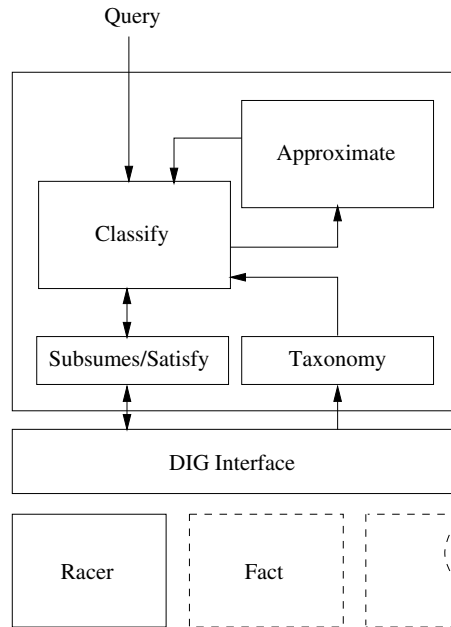 Query
Approximate
Classify
Subsumes/Satisfy
Taxonomy
DIG Interface
Racer
Fact